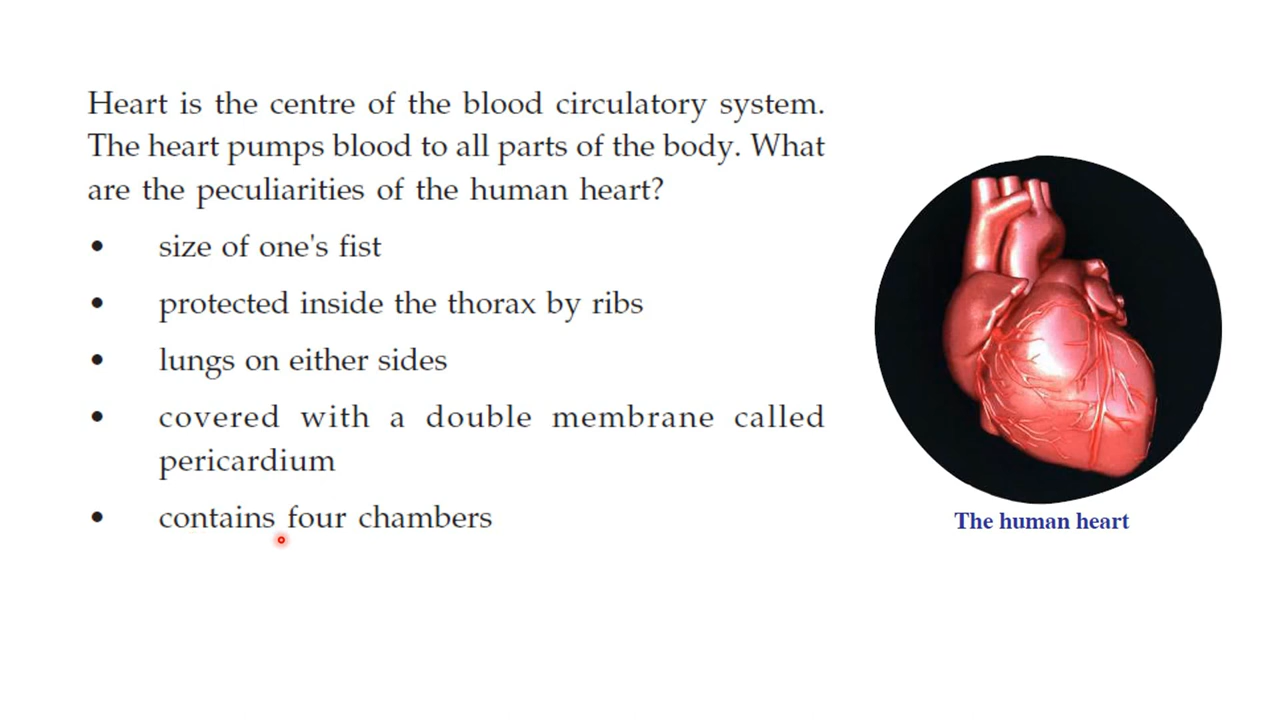 Heart is the centre of the blood circulatory system.
The heart pumps blood to all parts of the body. What
are the peculiarities of the human heart?
• size of one's fist
• protected inside the thorax by ribs
• lungs on either sides
• covered with a double membrane called
pericardium
• contains four chambers
The human heart